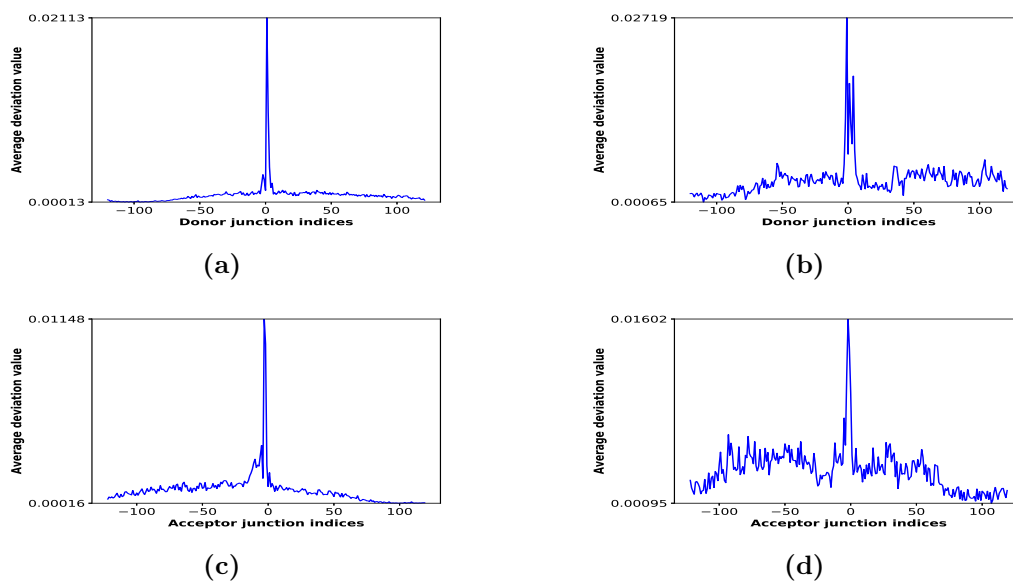 0.02113
Average deviation value
0.00013
−100
−50
0
50
100
Donor junction indices
(a)
0.02719
Average deviation value
0.00065
−100
−50
0
50
100
Donor junction indices
(b)
0.01148
Average deviation value
0.00016
−100
−50
0
50
100
Acceptor junction indices
(c)
0.01602
Average deviation value
0.00095
−100
−50
0
50
100
Acceptor junction indices
(d)